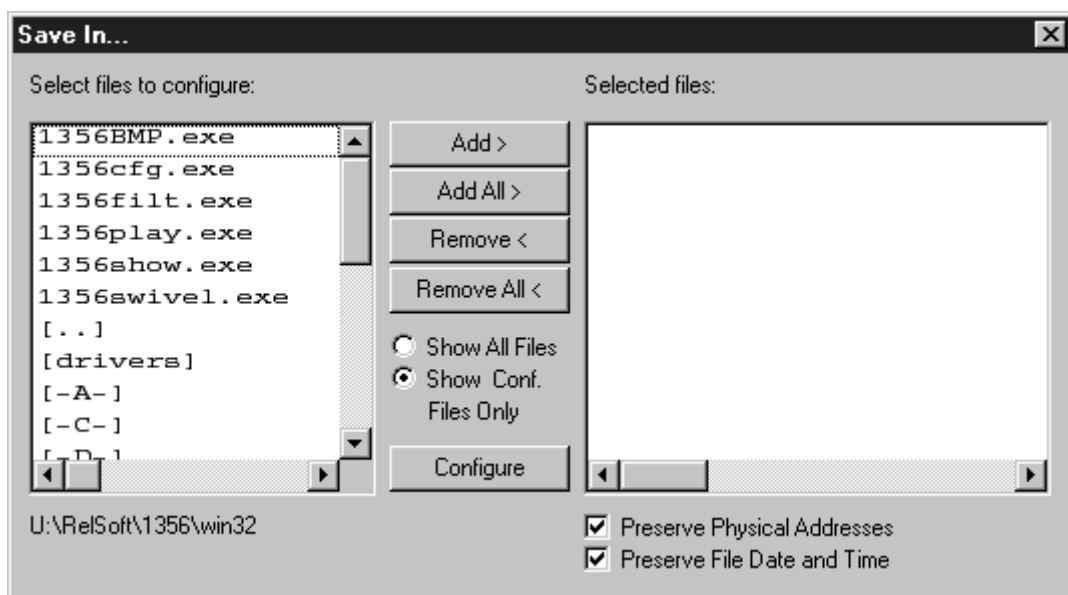 Save In...
Select files to configure:
1356BMP.exe
1356cfg.exe
1356filt.exe
1356play.exe
1356show.exe
1356swivel.exe
[..]
[drivers]
[-A-]
[-C-]
[-D-]
U:\RelSoft\1356\win32
Add >
Add All >
Remove <
Remove All <
Show All Files
Show Conf.
Files Only
Configure
Selected files:
Preserve Physical Addresses
Preserve File Date and Time